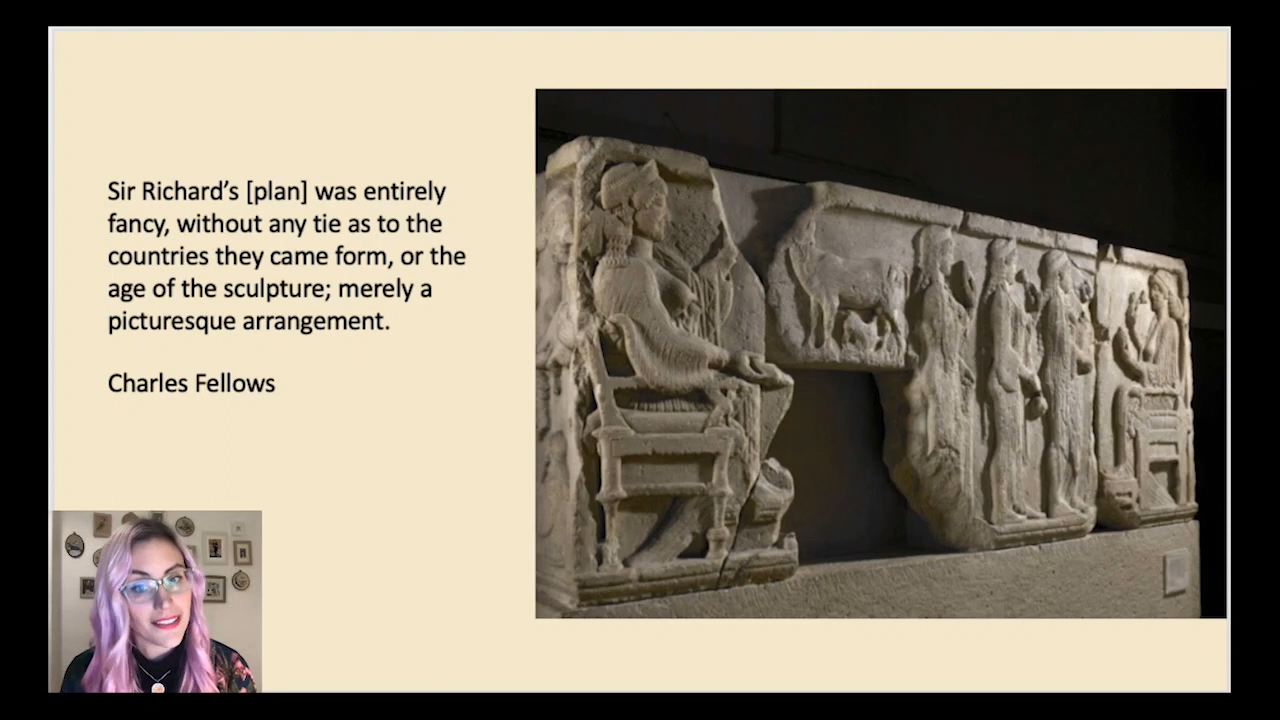 Sir Richard’s [plan] was entirely
fancy, without any tie as to the
countries they came form, or the
age of the sculpture; merely a
picturesque arrangement.
Charles Fellows